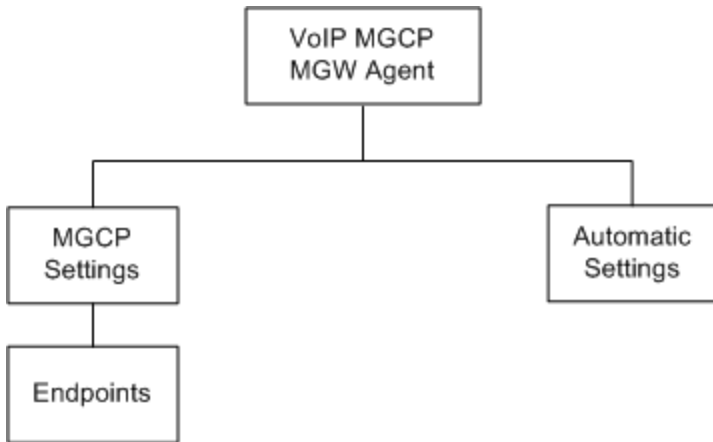 VoIP MGCP
MGW Agent
MGCP
Settings
Automatic
Settings
Endpoints